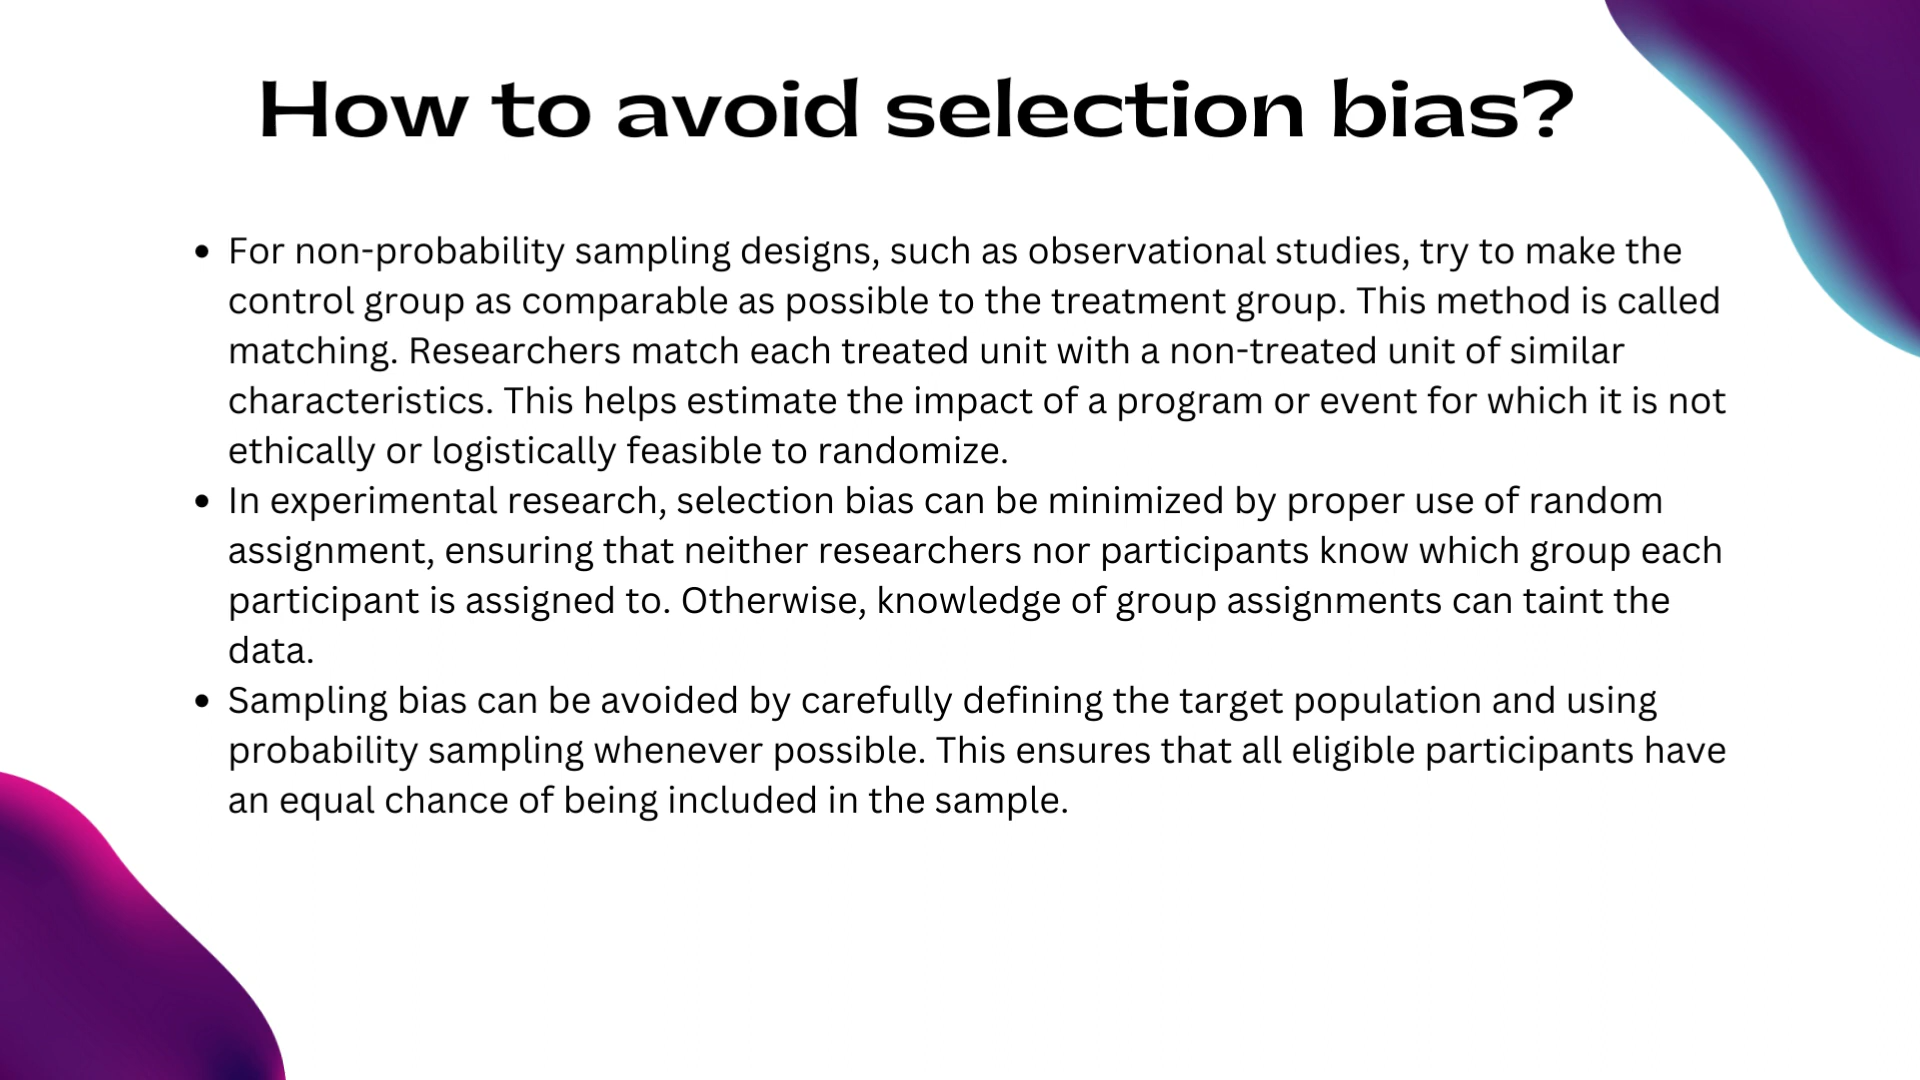 How to avoid selection bias?
• For non-probability sampling designs, such as observational studies, try to make the
control group as comparable as possible to the treatment group. This method is called
matching. Researchers match each treated unit with a non-treated unit of similar
characteristics. This helps estimate the impact of a program or event for which it is not
ethically or logistically feasible to randomize.
• In experimental research, selection bias can be minimized by proper use of random
assignment, ensuring that neither researchers nor participants know which group each
participant is assigned to. Otherwise, knowledge of group assignments can taint the
data.
• Sampling bias can be avoided by carefully defining the target population and using
probability sampling whenever possible. This ensures that all eligible participants have
an equal chance of being included in the sample.